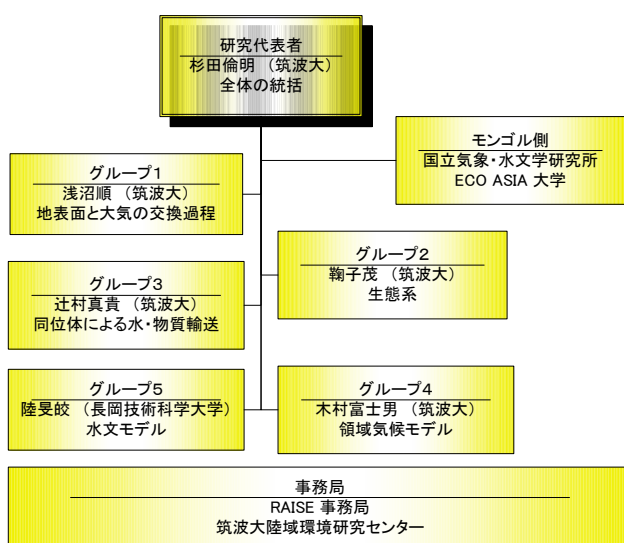 研究代表者
杉田倫明 (筑波大)
全体の統括
モンゴル側
国立気象・水文学研究所
ECO ASIA 大学
グループ1
浅沼順 (筑波大)
地表面と大気の交換過程
グループ2
鞠子茂 (筑波大)
生態系
グループ3
辻村真貴 (筑波大)
同位体による水・物質輸送
グループ5
陸旻皎 (長岡技術科学大学)
水文モデル
グループ4
木村富士男 (筑波大)
領域気候モデル
事務局
RAISE 事務局
筑波大陸域環境研究センター